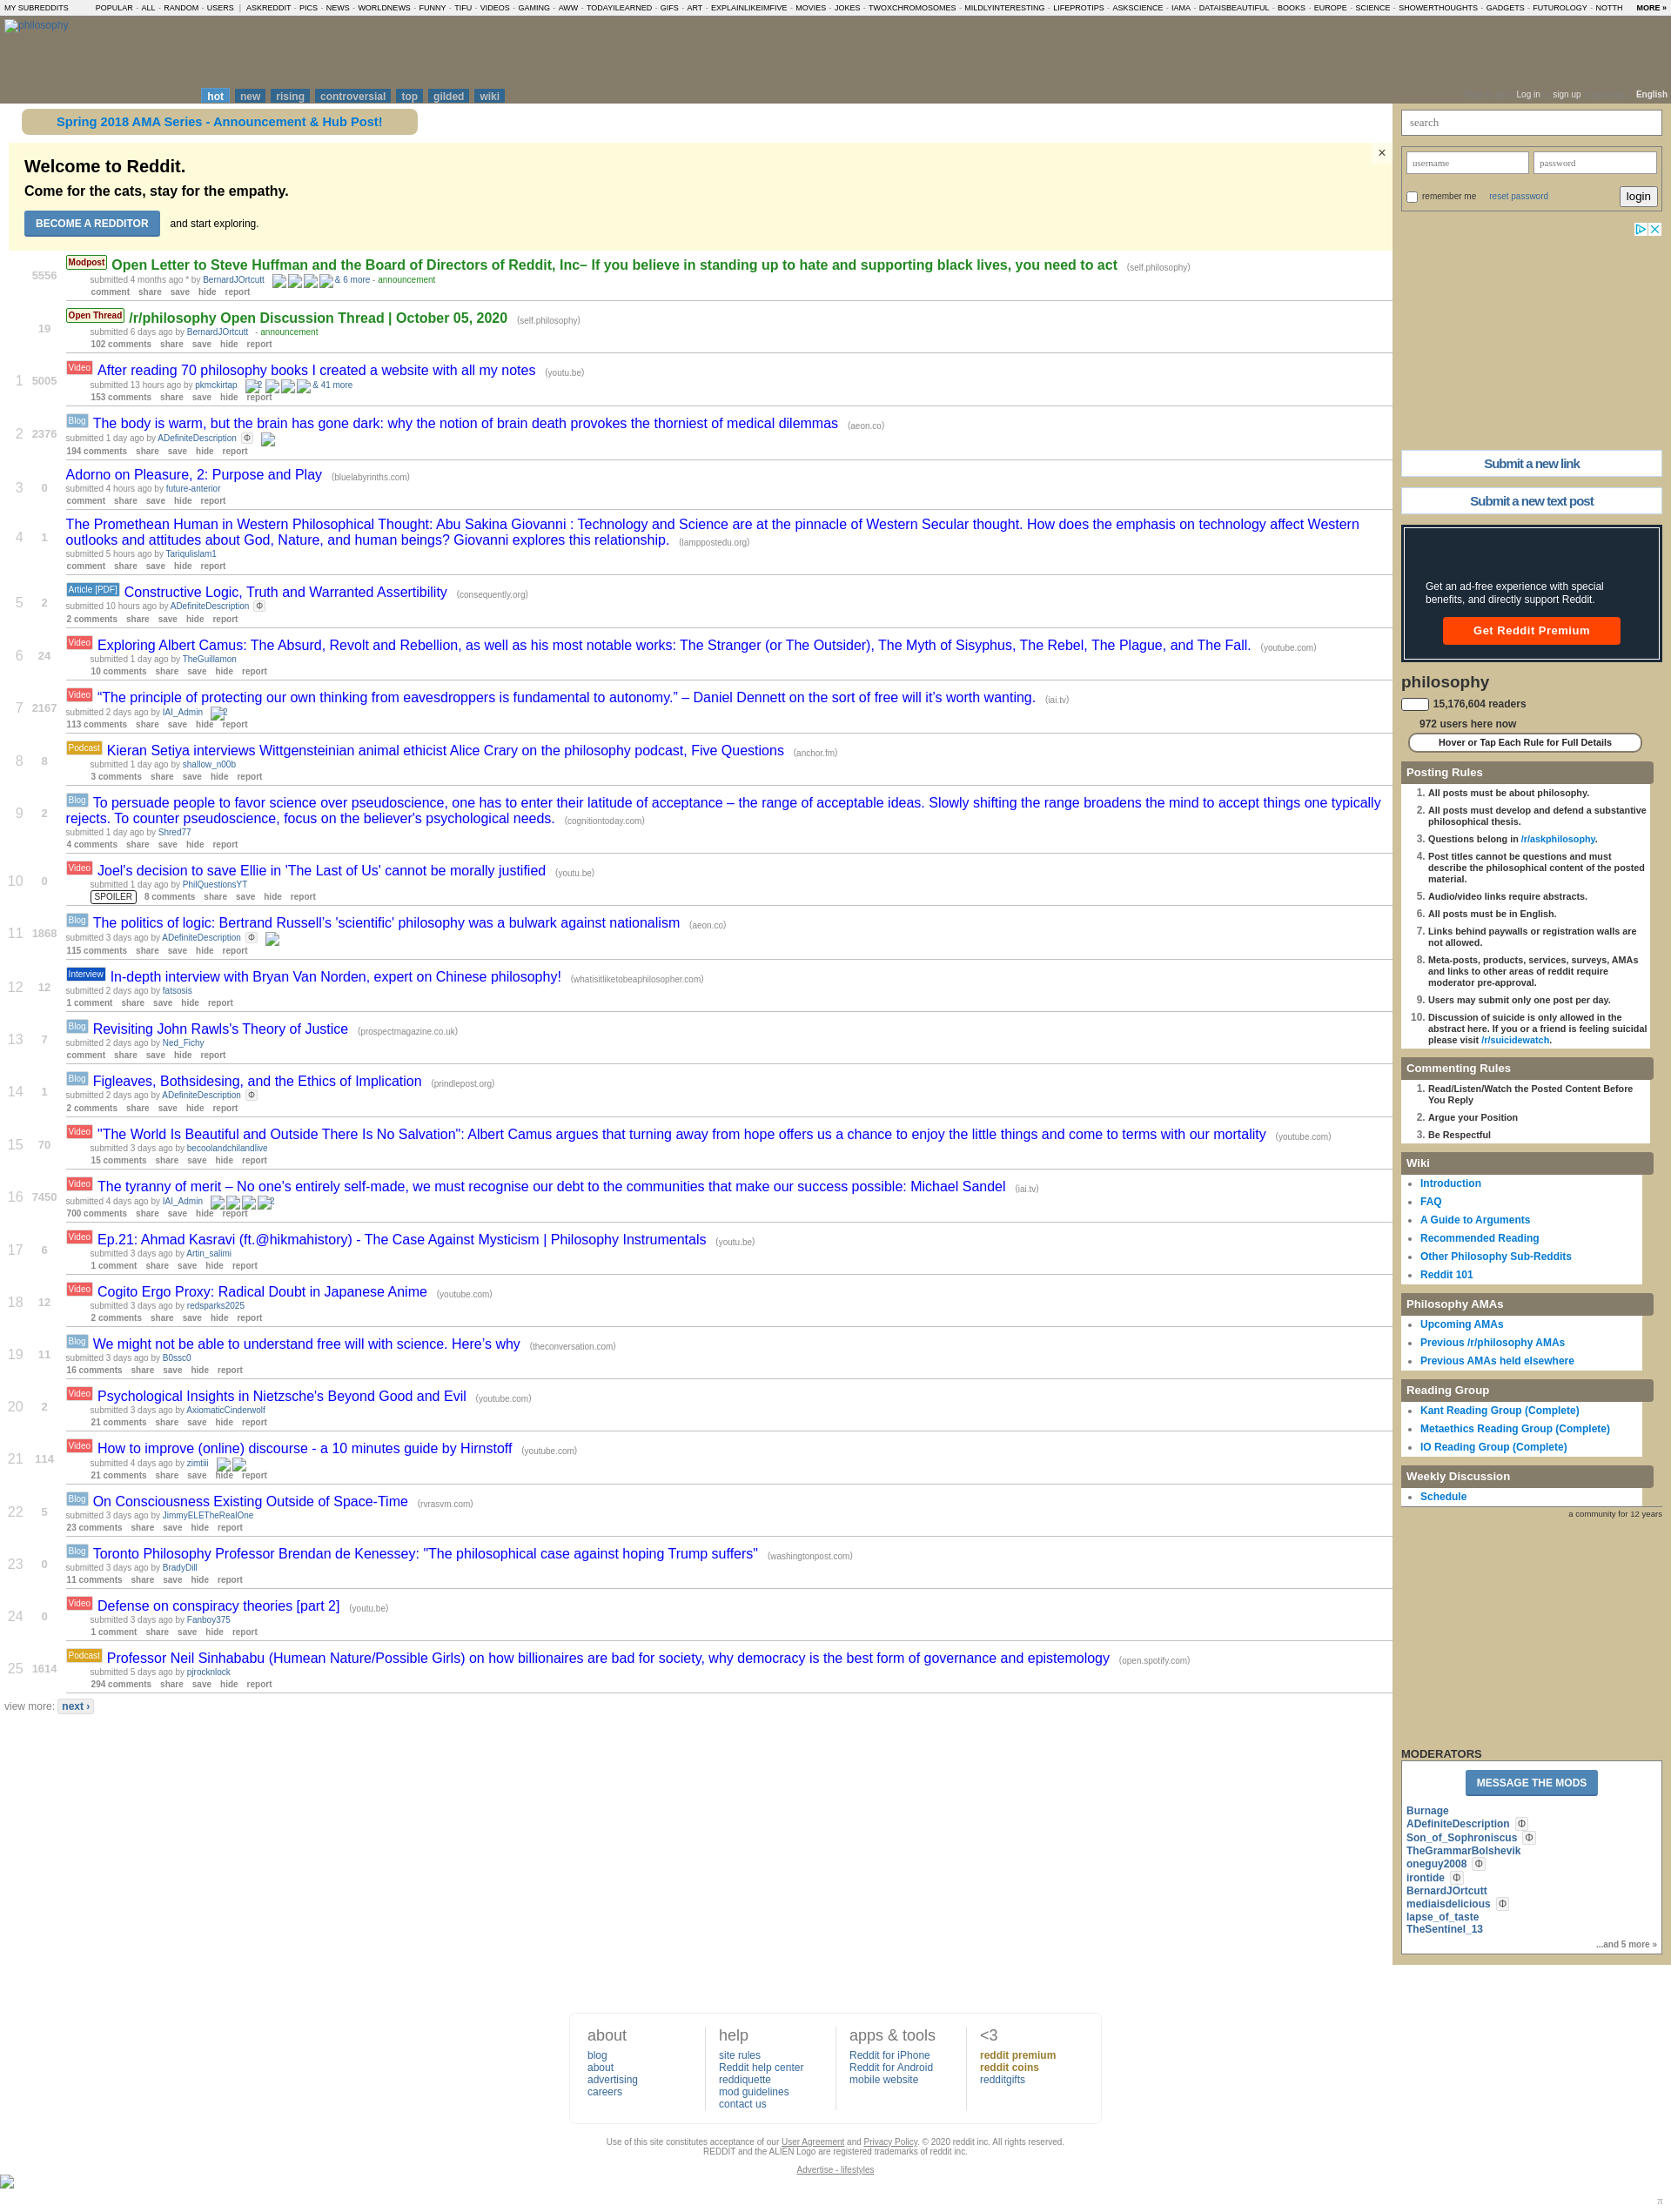 MY SUBREDDITS POPULAR - ALL - RANDOM - USERS | ASKREDDIT - PICS - NEWS - WORLDNEWS - FUNNY - TIFU - VIDEOS - GAMING - AWW - TODAYILEARNED - GIFS - ART - EXPLAINLIKEIMFIVE - MOVIES - JOKES - TWOXCHROMOSOMES - MILDLYINTERESTING - LIFEPROTIPS - ASKSCIENCE - IAMA - DATAISBEAUTIFUL - BOOKS - EUROPE - SCIENCE - SHOWERTHOUGHTS - GADGETS - FUTUROLOGY - NOTTH MORE »
philosophy
hot new rising controversial top gilded wiki
Log in sign up English
Spring 2018 AMA Series - Announcement & Hub Post!
Welcome to Reddit.
Come for the cats, stay for the empathy.
BECOME A REDDITOR and start exploring.
×
5556 Modpost Open Letter to Steve Huffman and the Board of Directors of Reddit, Inc– If you believe in standing up to hate and supporting black lives, you need to act (self.philosophy)
submitted 4 months ago * by BernardJOrtcutt & 6 more - announcement
comment share save hide report
19 Open Thread /r/philosophy Open Discussion Thread | October 05, 2020 (self.philosophy)
submitted 6 days ago by BernardJOrtcutt - announcement
102 comments share save hide report
1 5005 Video After reading 70 philosophy books I created a website with all my notes (youtu.be)
submitted 13 hours ago by pkmckirtap 2 & 41 more
153 comments share save hide report
2 2376 Blog The body is warm, but the brain has gone dark: why the notion of brain death provokes the thorniest of medical dilemmas (aeon.co)
submitted 1 day ago by ADefiniteDescription Φ
194 comments share save hide report
3 0 Adorno on Pleasure, 2: Purpose and Play (bluelabyrinths.com)
submitted 4 hours ago by future-anterior
comment share save hide report
4 1 The Promethean Human in Western Philosophical Thought: Abu Sakina Giovanni : Technology and Science are at the pinnacle of Western Secular thought. How does the emphasis on technology affect Western
outlooks and attitudes about God, Nature, and human beings? Giovanni explores this relationship. (lamppostedu.org)
submitted 5 hours ago by Tariqulislam1
comment share save hide report
5 2 Article [PDF] Constructive Logic, Truth and Warranted Assertibility (consequently.org)
submitted 10 hours ago by ADefiniteDescription Φ
2 comments share save hide report
6 24 Video Exploring Albert Camus: The Absurd, Revolt and Rebellion, as well as his most notable works: The Stranger (or The Outsider), The Myth of Sisyphus, The Rebel, The Plague, and The Fall. (youtube.com)
submitted 1 day ago by TheGuillamon
10 comments share save hide report
7 2167 Video “The principle of protecting our own thinking from eavesdroppers is fundamental to autonomy.” – Daniel Dennett on the sort of free will it’s worth wanting. (iai.tv)
submitted 2 days ago by IAI_Admin 2
113 comments share save hide report
8 8 Podcast Kieran Setiya interviews Wittgensteinian animal ethicist Alice Crary on the philosophy podcast, Five Questions (anchor.fm)
submitted 1 day ago by shallow_n00b
3 comments share save hide report
9 2 Blog To persuade people to favor science over pseudoscience, one has to enter their latitude of acceptance – the range of acceptable ideas. Slowly shifting the range broadens the mind to accept things one typically
rejects. To counter pseudoscience, focus on the believer's psychological needs. (cognitiontoday.com)
submitted 1 day ago by Shred77
4 comments share save hide report
10 0 Video Joel's decision to save Ellie in 'The Last of Us' cannot be morally justified (youtu.be)
submitted 1 day ago by PhilQuestionsYT
SPOILER 8 comments share save hide report
11 1868 Blog The politics of logic: Bertrand Russell’s 'scientific' philosophy was a bulwark against nationalism (aeon.co)
submitted 3 days ago by ADefiniteDescription Φ
115 comments share save hide report
12 12 Interview In-depth interview with Bryan Van Norden, expert on Chinese philosophy! (whatisitliketobeaphilosopher.com)
submitted 2 days ago by fatsosis
1 comment share save hide report
13 7 Blog Revisiting John Rawls's Theory of Justice (prospectmagazine.co.uk)
submitted 2 days ago by Ned_Fichy
comment share save hide report
14 1 Blog Figleaves, Bothsidesing, and the Ethics of Implication (prindlepost.org)
submitted 2 days ago by ADefiniteDescription Φ
2 comments share save hide report
15 70 Video "The World Is Beautiful and Outside There Is No Salvation": Albert Camus argues that turning away from hope offers us a chance to enjoy the little things and come to terms with our mortality (youtube.com)
submitted 3 days ago by becoolandchilandlive
15 comments share save hide report
16 7450 Video The tyranny of merit – No one's entirely self-made, we must recognise our debt to the communities that make our success possible: Michael Sandel (iai.tv)
submitted 4 days ago by IAI_Admin 2
700 comments share save hide report
17 6 Video Ep.21: Ahmad Kasravi (ft.@hikmahistory) - The Case Against Mysticism | Philosophy Instrumentals (youtu.be)
submitted 3 days ago by Artin_salimi
1 comment share save hide report
18 12 Video Cogito Ergo Proxy: Radical Doubt in Japanese Anime (youtube.com)
submitted 3 days ago by redsparks2025
2 comments share save hide report
19 11 Blog We might not be able to understand free will with science. Here’s why (theconversation.com)
submitted 3 days ago by B0ssc0
16 comments share save hide report
20 2 Video Psychological Insights in Nietzsche's Beyond Good and Evil (youtube.com)
submitted 3 days ago by AxiomaticCinderwolf
21 comments share save hide report
21 114 Video How to improve (online) discourse - a 10 minutes guide by Hirnstoff (youtube.com)
submitted 4 days ago by zimtiii
21 comments share save hide report
22 5 Blog On Consciousness Existing Outside of Space-Time (rvrasvm.com)
submitted 3 days ago by JimmyELETheRealOne
23 comments share save hide report
23 0 Blog Toronto Philosophy Professor Brendan de Kenessey: "The philosophical case against hoping Trump suffers" (washingtonpost.com)
submitted 3 days ago by BradyDill
11 comments share save hide report
24 0 Video Defense on conspiracy theories [part 2] (youtu.be)
submitted 3 days ago by Fanboy375
1 comment share save hide report
25 1614 Podcast Professor Neil Sinhababu (Humean Nature/Possible Girls) on how billionaires are bad for society, why democracy is the best form of governance and epistemology (open.spotify.com)
submitted 5 days ago by pjrocknlock
294 comments share save hide report
view more: next ›
search
username password
remember me reset password login
Submit a new link
Submit a new text post
Get an ad-free experience with special
benefits, and directly support Reddit.
Get Reddit Premium
philosophy
15,176,604 readers
972 users here now
Hover or Tap Each Rule for Full Details
Posting Rules
1. All posts must be about philosophy.
2. All posts must develop and defend a substantive
philosophical thesis.
3. Questions belong in /r/askphilosophy.
4. Post titles cannot be questions and must
describe the philosophical content of the posted
material.
5. Audio/video links require abstracts.
6. All posts must be in English.
7. Links behind paywalls or registration walls are
not allowed.
8. Meta-posts, products, services, surveys, AMAs
and links to other areas of reddit require
moderator pre-approval.
9. Users may submit only one post per day.
10. Discussion of suicide is only allowed in the
abstract here. If you or a friend is feeling suicidal
please visit /r/suicidewatch.
Commenting Rules
1. Read/Listen/Watch the Posted Content Before
You Reply
2. Argue your Position
3. Be Respectful
Wiki
Introduction
FAQ
A Guide to Arguments
Recommended Reading
Other Philosophy Sub-Reddits
Reddit 101
Philosophy AMAs
Upcoming AMAs
Previous /r/philosophy AMAs
Previous AMAs held elsewhere
Reading Group
Kant Reading Group (Complete)
Metaethics Reading Group (Complete)
IO Reading Group (Complete)
Weekly Discussion
Schedule
a community for 12 years
MODERATORS
MESSAGE THE MODS
Burnage
ADefiniteDescription Φ
Son_of_Sophroniscus Φ
TheGrammarBolshevik
oneguy2008 Φ
irontide Φ
BernardJOrtcutt
mediaisdelicious Φ
lapse_of_taste
TheSentinel_13
...and 5 more »
about
blog
about
advertising
careers
help
site rules
Reddit help center
reddiquette
mod guidelines
contact us
apps & tools
Reddit for iPhone
Reddit for Android
mobile website
<3
reddit premium
reddit coins
redditgifts
Use of this site constitutes acceptance of our User Agreement and Privacy Policy. © 2020 reddit inc. All rights reserved.
REDDIT and the ALIEN Logo are registered trademarks of reddit inc.
Advertise - lifestyles
π